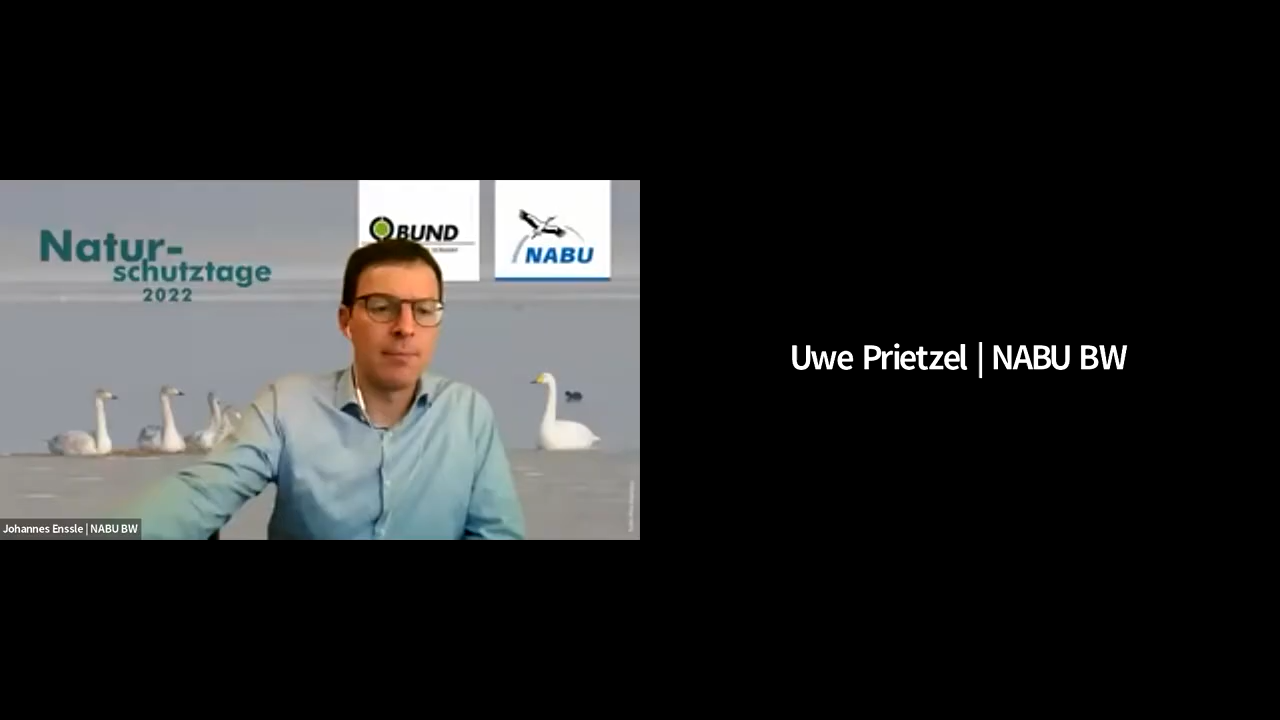 Natur-
schutztage
2022
BUND
NABU
Johannes Enssle | NABU BW
Uwe Prietzel | NABU BW